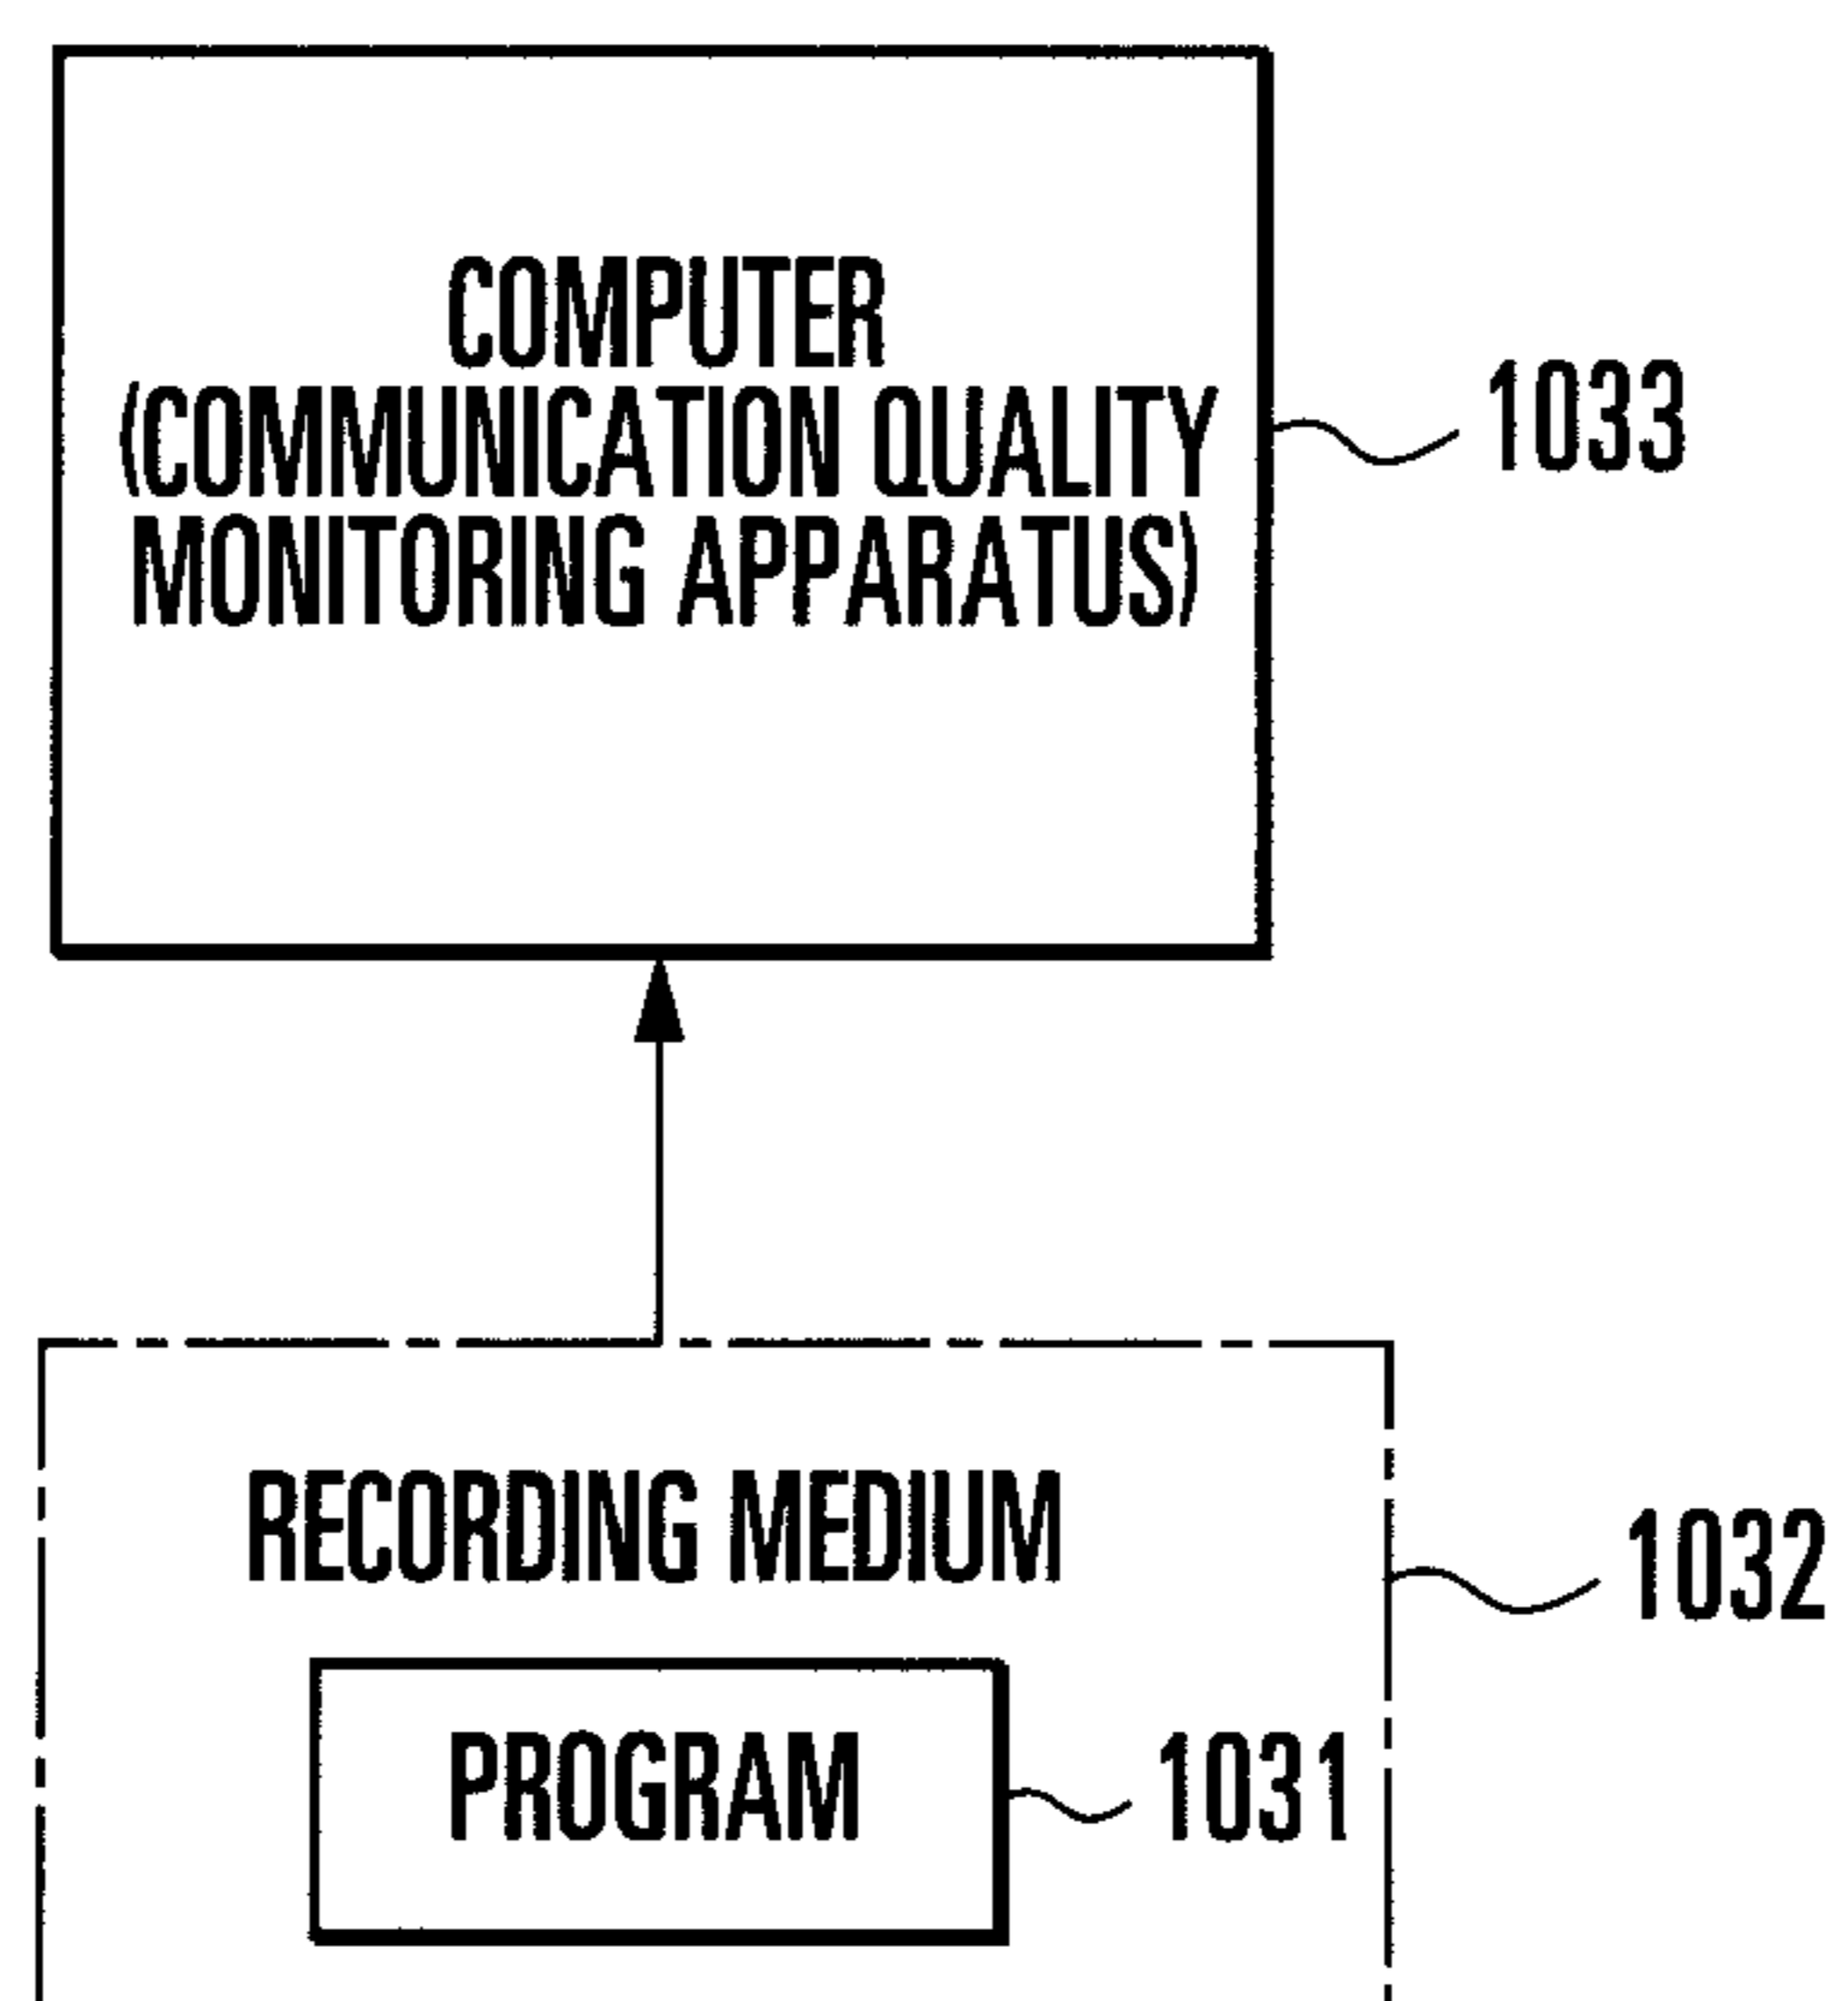 COMPUTER
(COMMUNICATION QUALITY
MONITORING APPARATUS)
1033
RECORDING MEDIUM
1032
PROGRAM
1031